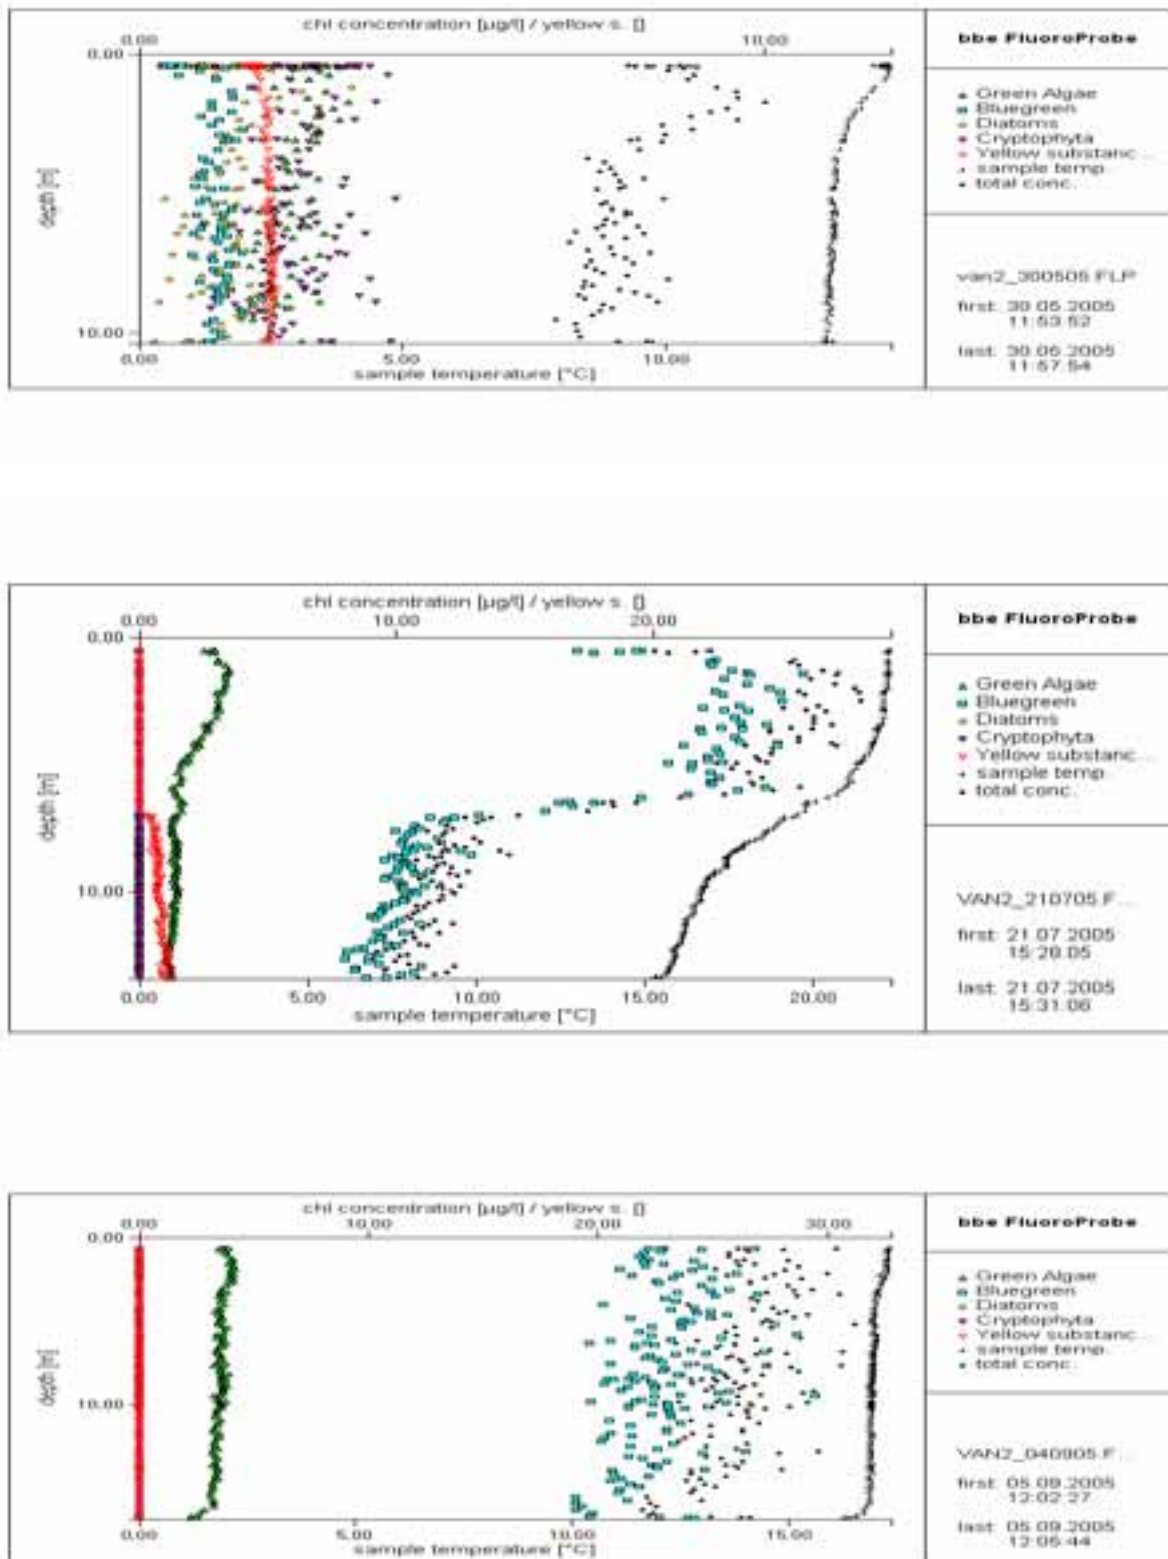 chl concentration [µg/l] / yellow s. []
0.00 10.00
0.00
depth [m]
10.00
0.00 5.00 10.00
sample temperature [°C]
bbe FluoroProbe
Green Algae
Bluegreen
Diatoms
Cryptophyta
Yellow substanc...
sample temp.
total conc.
van2_300505.FLP
first: 30.05.2005
11:53:52
last: 30.05.2005
11:57:54
chl concentration [µg/l] / yellow s. []
0.00 10.00 20.00
0.00
depth [m]
10.00
0.00 5.00 10.00 15.00 20.00
sample temperature [°C]
bbe FluoroProbe
Green Algae
Bluegreen
Diatoms
Cryptophyta
Yellow substanc...
sample temp.
total conc.
VAN2_210705.F...
first: 21.07.2005
15:28:05
last: 21.07.2005
15:31:06
chl concentration [µg/l] / yellow s. []
0.00 10.00 20.00 30.00
0.00
depth [m]
10.00
0.00 5.00 10.00 15.00
sample temperature [°C]
bbe FluoroProbe
Green Algae
Bluegreen
Diatoms
Cryptophyta
Yellow substanc...
sample temp.
total conc.
VAN2_040905.F...
first: 05.09.2005
12:02:27
last: 05.09.2005
12:05:44